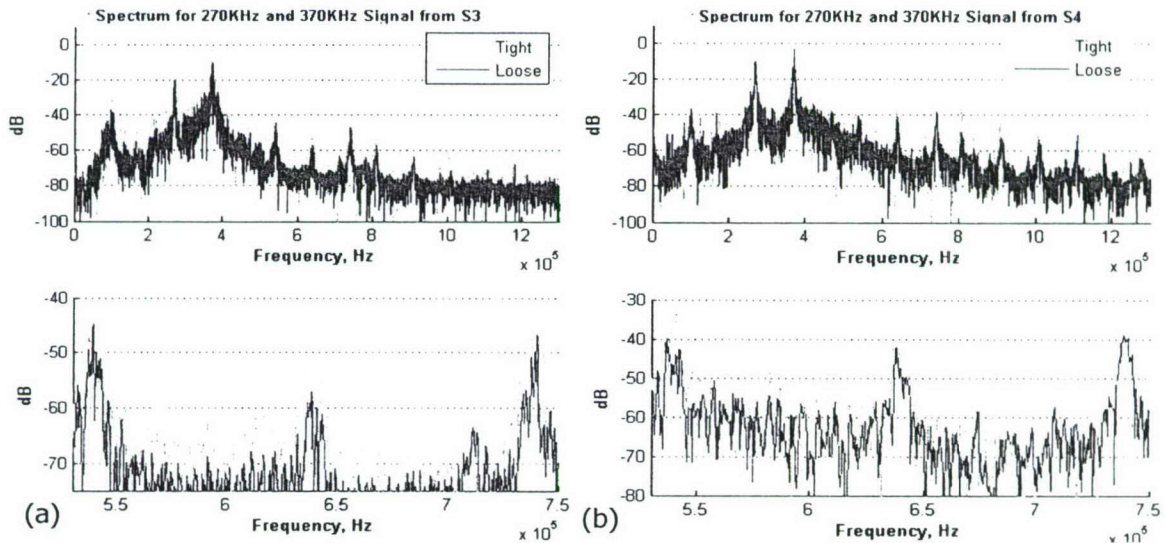 Spectrum for 270KHz and 370KHz Signal from S3
0
-20
-40
-60
-80
-100
dB
Tight
Loose
0 2 4 6 8 10 12
Frequency, Hz
x 10^5
-40
-50
-60
-70
dB
5.5 6 6.5 7 7.5
Frequency, Hz
x 10^5
(a)
Spectrum for 270KHz and 370KHz Signal from S4
0
-20
-40
-60
-80
-100
dB
Tight
Loose
0 2 4 6 8 10 12
Frequency, Hz
x 10^5
-30
-40
-50
-60
-70
-80
dB
5.5 6 6.5 7 7.5
Frequency, Hz
x 10^5
(b)